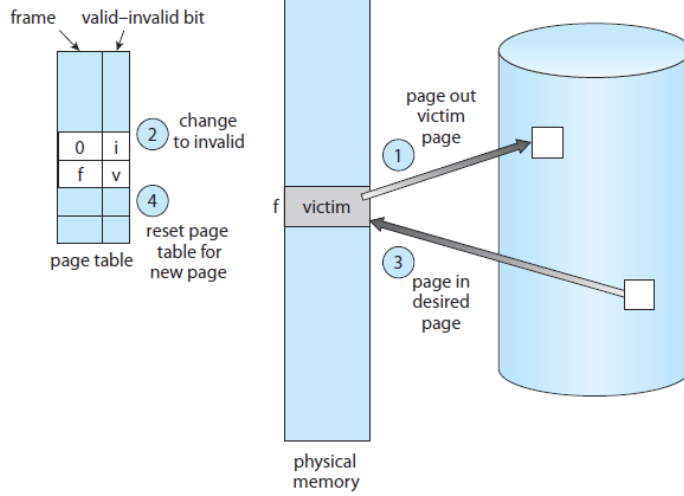 frame
valid–invalid bit
0
i
f
v
2
change
to invalid
4
reset page
table for
new page
page table
f
victim
physical
memory
1
page out
victim
page
3
page in
desired
page